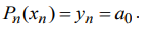 Pₙ(xₙ) = yₙ = a₀.